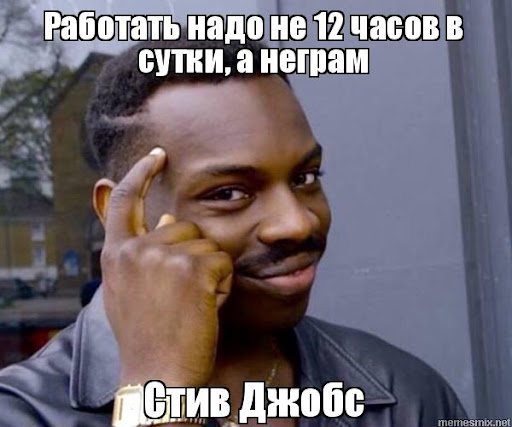 Работать надо не 12 часов в
сутки, а неграм
Стив Джобс
memesmix.net